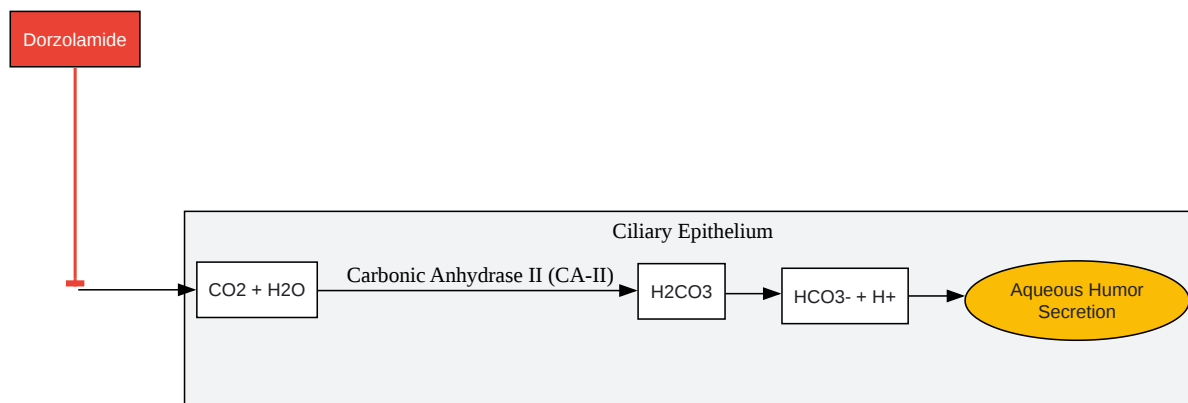 Dorzolamide
Ciliary Epithelium
CO2 + H2O
Carbonic Anhydrase II (CA-II)
H2CO3
HCO3- + H+
Aqueous Humor
Secretion